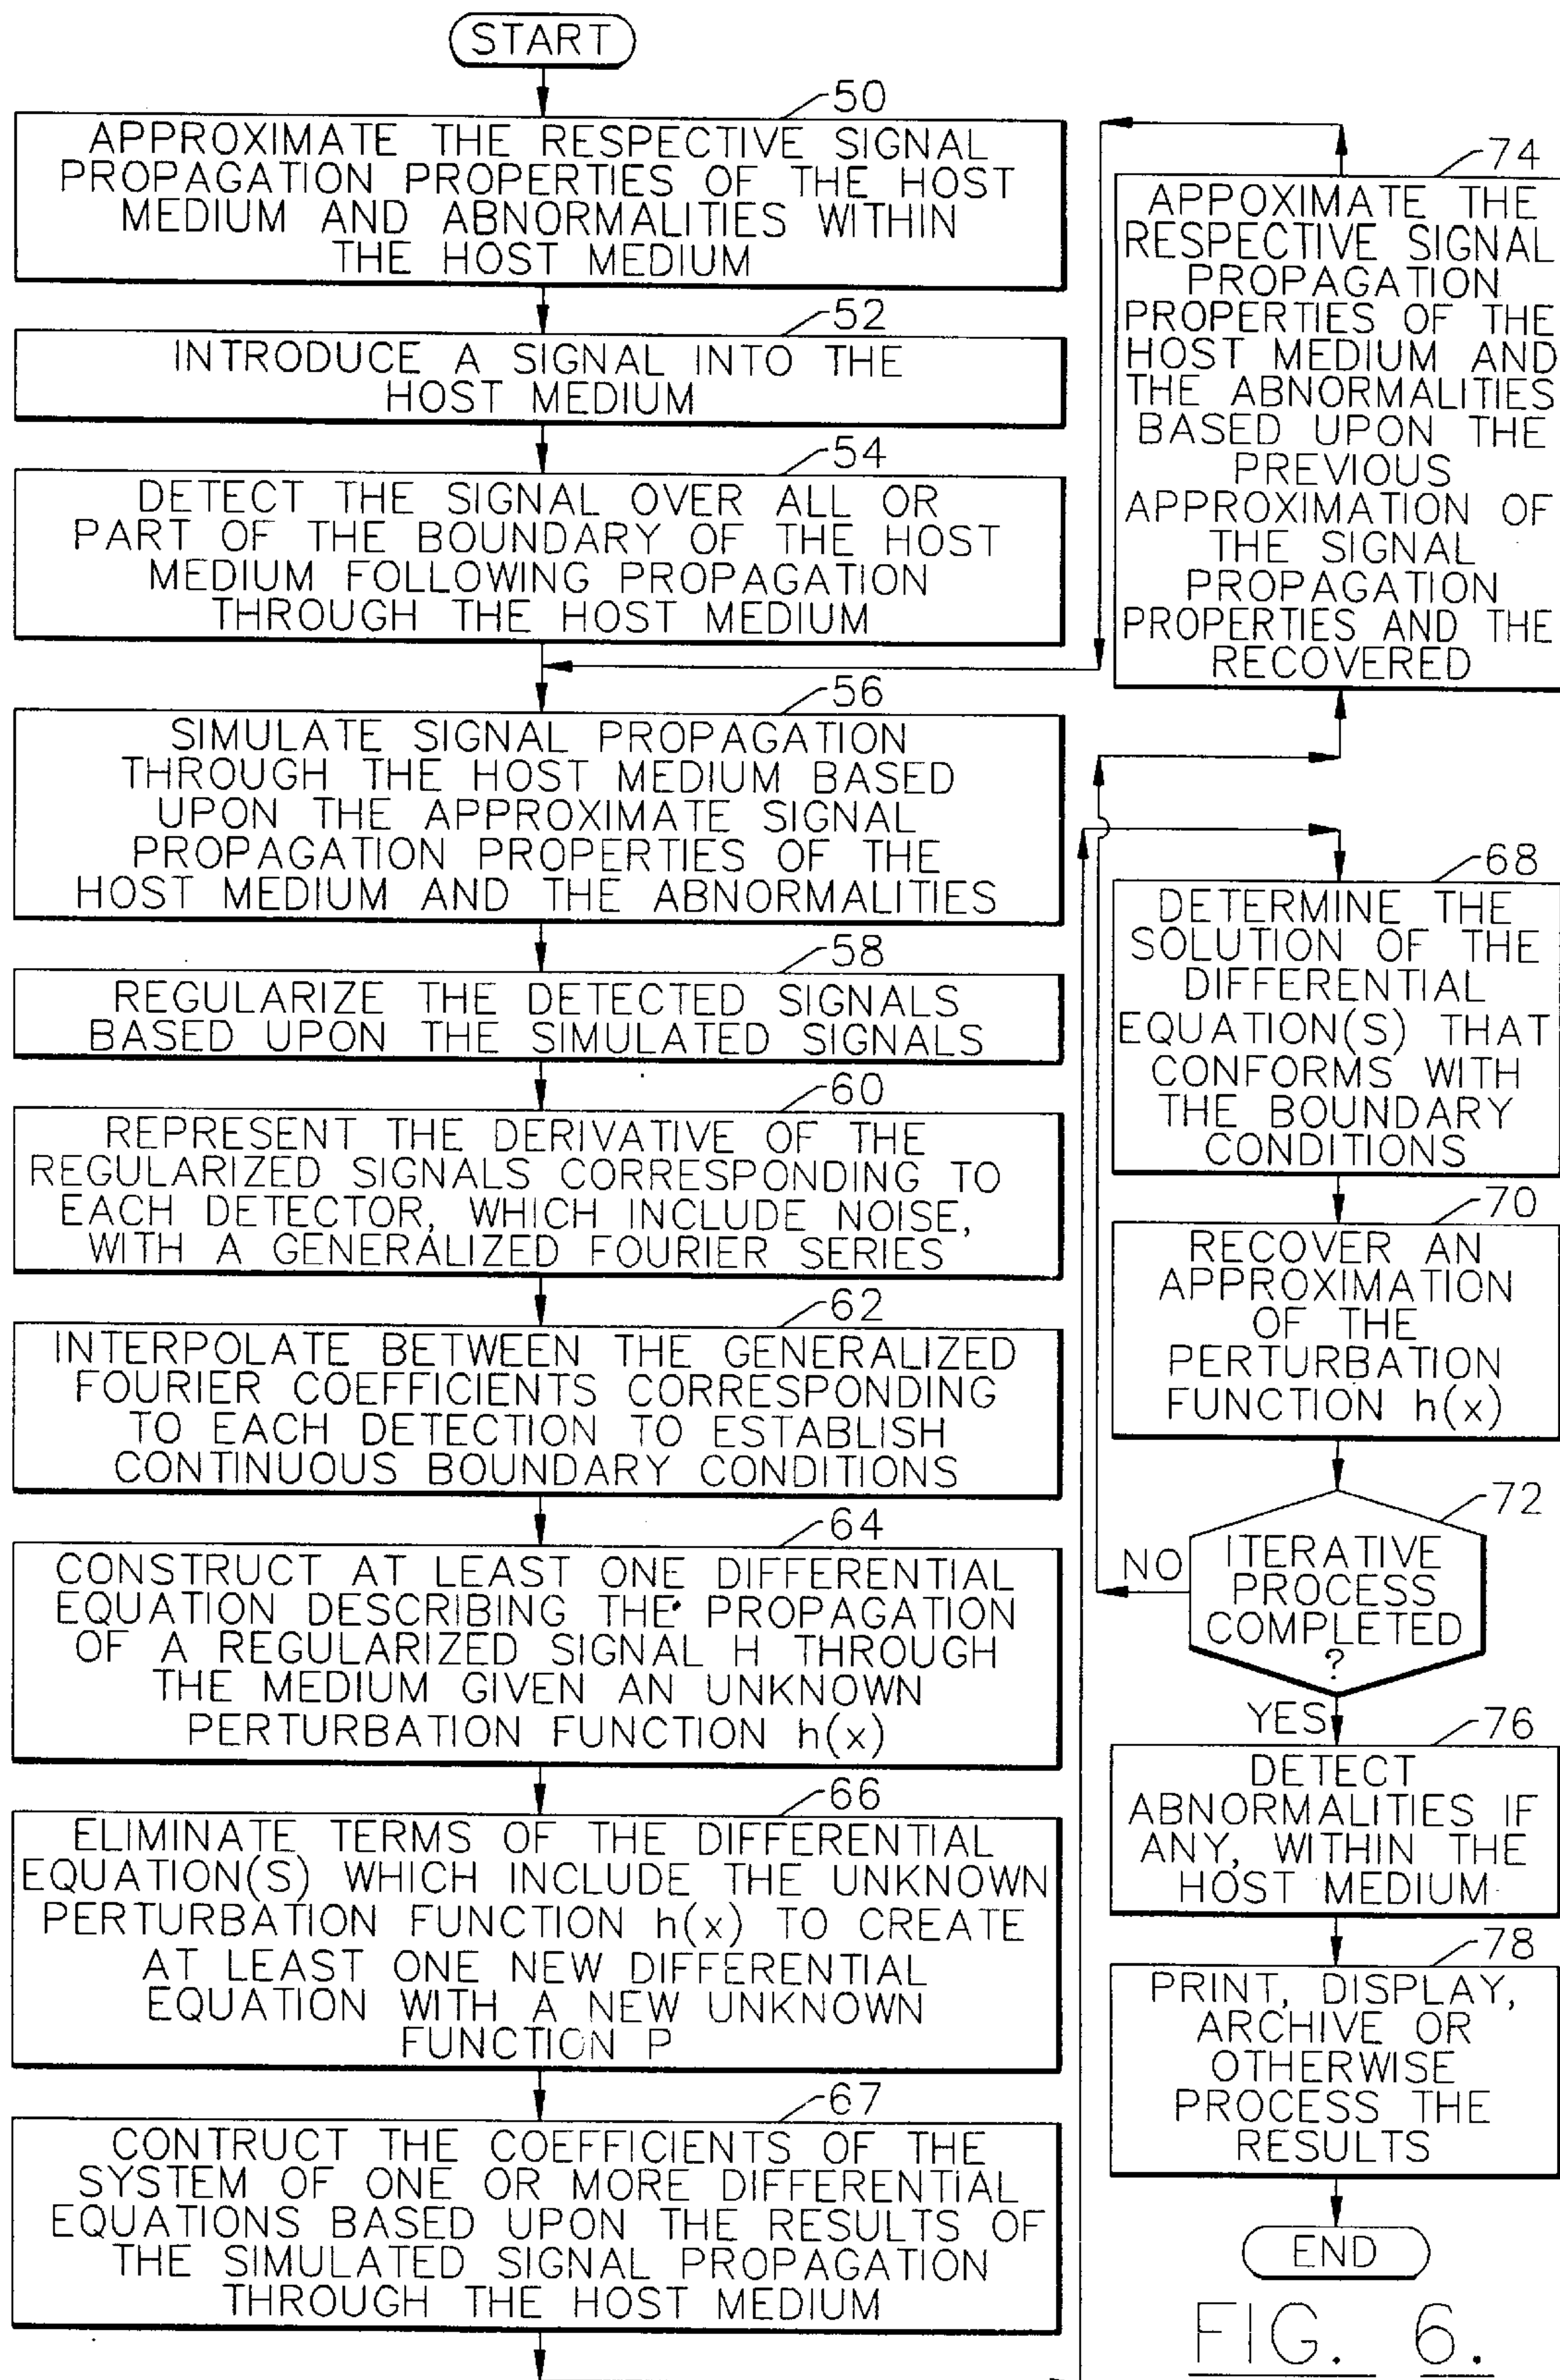 START
50
APPROXIMATE THE RESPECTIVE SIGNAL
PROPAGATION PROPERTIES OF THE HOST
MEDIUM AND ABNORMALITIES WITHIN
THE HOST MEDIUM
52
INTRODUCE A SIGNAL INTO THE
HOST MEDIUM
54
DETECT THE SIGNAL OVER ALL OR
PART OF THE BOUNDARY OF THE HOST
MEDIUM FOLLOWING PROPAGATION
THROUGH THE HOST MEDIUM
56
SIMULATE SIGNAL PROPAGATION
THROUGH THE HOST MEDIUM BASED
UPON THE APPROXIMATE SIGNAL
PROPAGATION PROPERTIES OF THE
HOST MEDIUM AND THE ABNORMALITIES
58
REGULARIZE THE DETECTED SIGNALS
BASED UPON THE SIMULATED SIGNALS
60
REPRESENT THE DERIVATIVE OF THE
REGULARIZED SIGNALS CORRESPONDING TO
EACH DETECTOR, WHICH INCLUDE NOISE,
WITH A GENERALIZED FOURIER SERIES
62
INTERPOLATE BETWEEN THE GENERALIZED
FOURIER COEFFICIENTS CORRESPONDING
TO EACH DETECTION TO ESTABLISH
CONTINUOUS BOUNDARY CONDITIONS
64
CONSTRUCT AT LEAST ONE DIFFERENTIAL
EQUATION DESCRIBING THE PROPAGATION
OF A REGULARIZED SIGNAL H THROUGH
THE MEDIUM GIVEN AN UNKNOWN
PERTURBATION FUNCTION h(x)
66
ELIMINATE TERMS OF THE DIFFERENTIAL
EQUATION(S) WHICH INCLUDE THE UNKNOWN
PERTURBATION FUNCTION h(x) TO CREATE
AT LEAST ONE NEW DIFFERENTIAL
EQUATION WITH A NEW UNKNOWN
FUNCTION P
67
CONTRUCT THE COEFFICIENTS OF THE
SYSTEM OF ONE OR MORE DIFFERENTIAL
EQUATIONS BASED UPON THE RESULTS OF
THE SIMULATED SIGNAL PROPAGATION
THROUGH THE HOST MEDIUM
74
APPOXIMATE THE
RESPECTIVE SIGNAL
PROPAGATION
PROPERTIES OF THE
HOST MEDIUM AND
THE ABNORMALITIES
BASED UPON THE
PREVIOUS
APPROXIMATION OF
THE SIGNAL
PROPAGATION
PROPERTIES AND THE
RECOVERED
68
DETERMINE THE
SOLUTION OF THE
DIFFERENTIAL
EQUATION(S) THAT
CONFORMS WITH
THE BOUNDARY
CONDITIONS
70
RECOVER AN
APPROXIMATION
OF THE
PERTURBATION
FUNCTION h(x)
72
NO
ITERATIVE
PROCESS
COMPLETED
?
YES
76
DETECT
ABNORMALITIES IF
ANY, WITHIN THE
HOST MEDIUM
78
PRINT, DISPLAY,
ARCHIVE OR
OTHERWISE
PROCESS THE
RESULTS
END
FIG. 6.